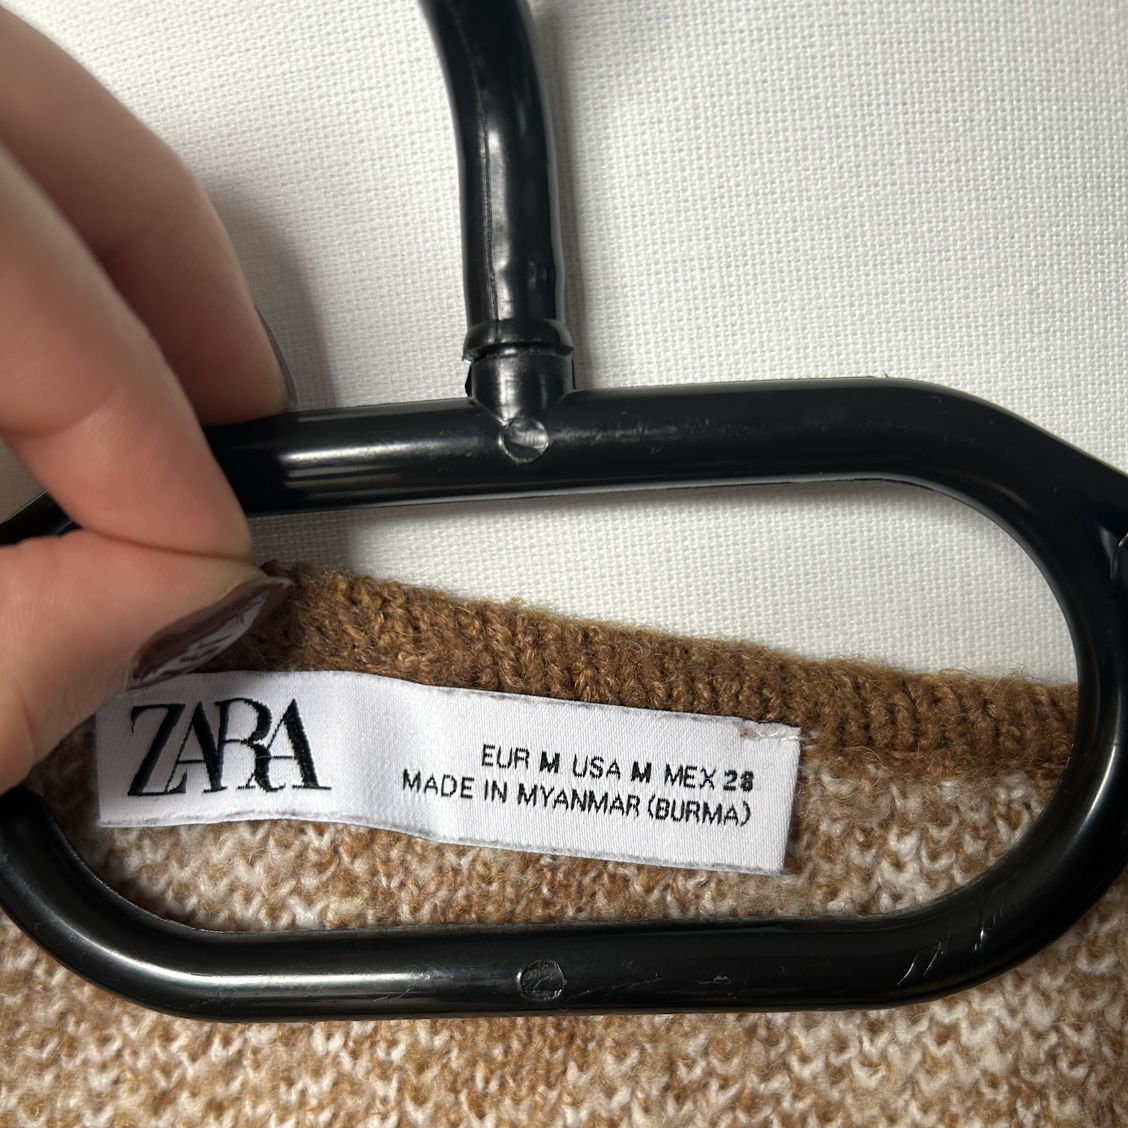 ZARA
EUR M USA M MEX 28
MADE IN MYANMAR (BURMA)